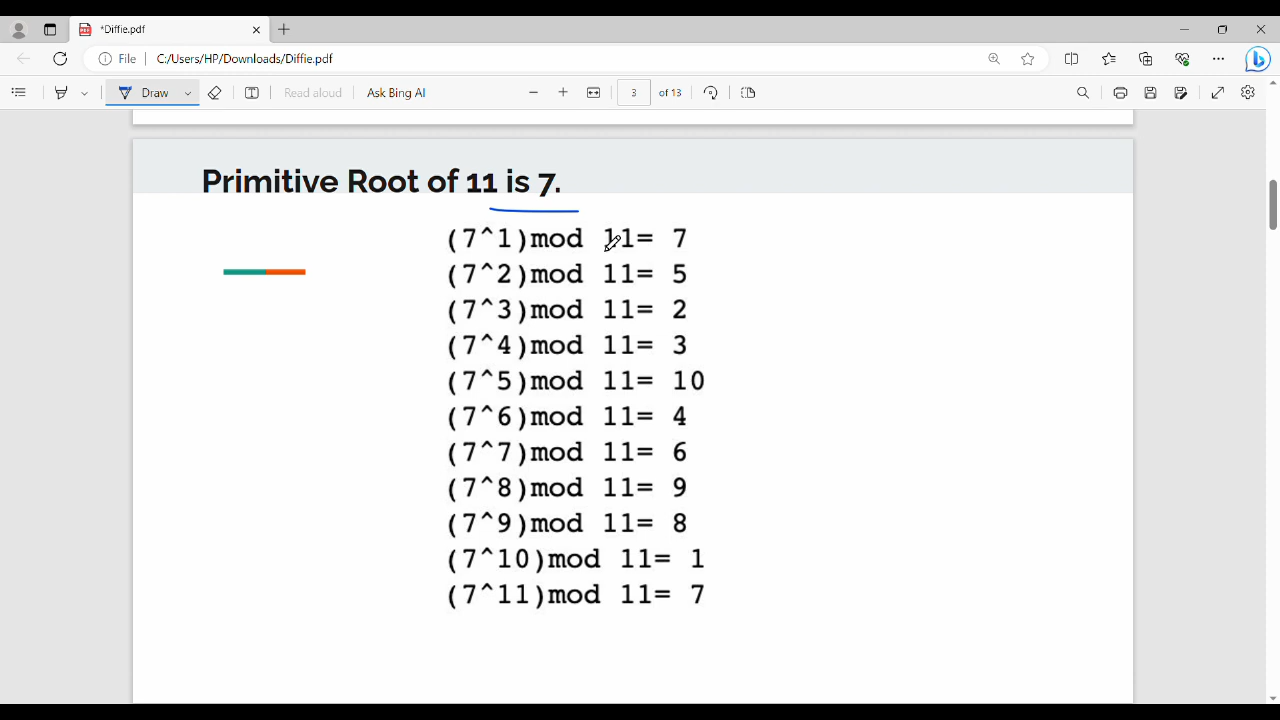 *Diffie.pdf
File C:/Users/HP/Downloads/Diffie.pdf
Draw Read aloud Ask Bing AI 3 of 13
Primitive Root of 11 is 7.
(7^1)mod 11= 7
(7^2)mod 11= 5
(7^3)mod 11= 2
(7^4)mod 11= 3
(7^5)mod 11= 10
(7^6)mod 11= 4
(7^7)mod 11= 6
(7^8)mod 11= 9
(7^9)mod 11= 8
(7^10)mod 11= 1
(7^11)mod 11= 7